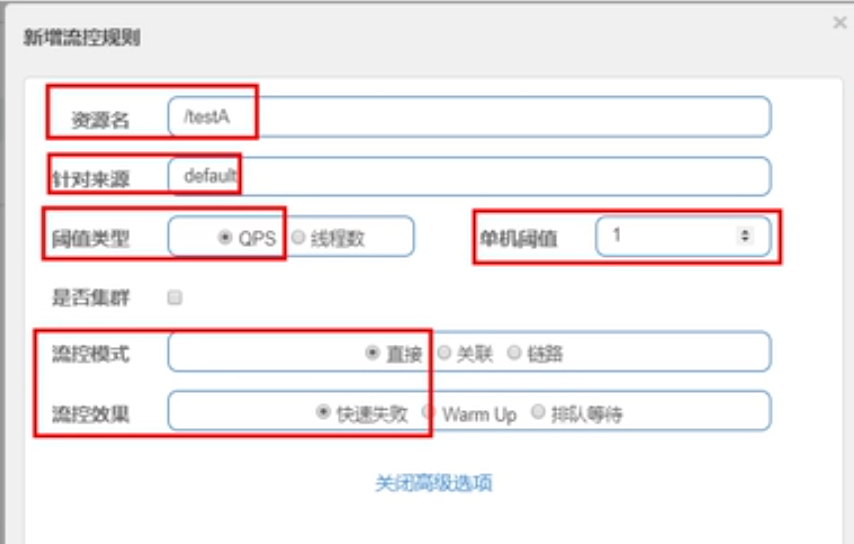 新增流控规则
×
资源名 /testA
针对来源 default
阈值类型 QPS 线程数 单机阈值 1
是否集群
流控模式 直接 关联 链路
流控效果 快速失败 Warm Up 排队等待
关闭高级选项